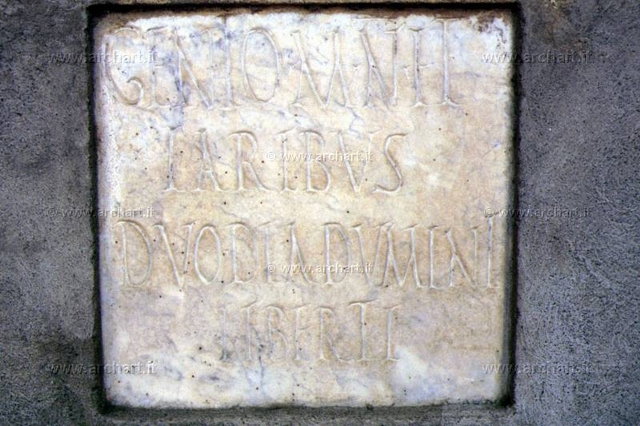 GENIO M N ET
LARIBVS
DVO DIADVMENI
LIBERTI
© www.archart.it